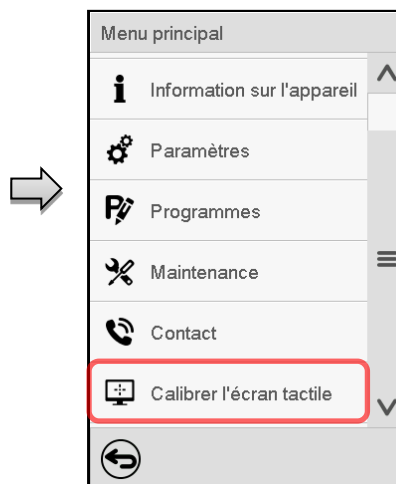 Menu principal
Information sur l'appareil
Paramètres
Programmes
Maintenance
Contact
Calibrer l'écran tactile